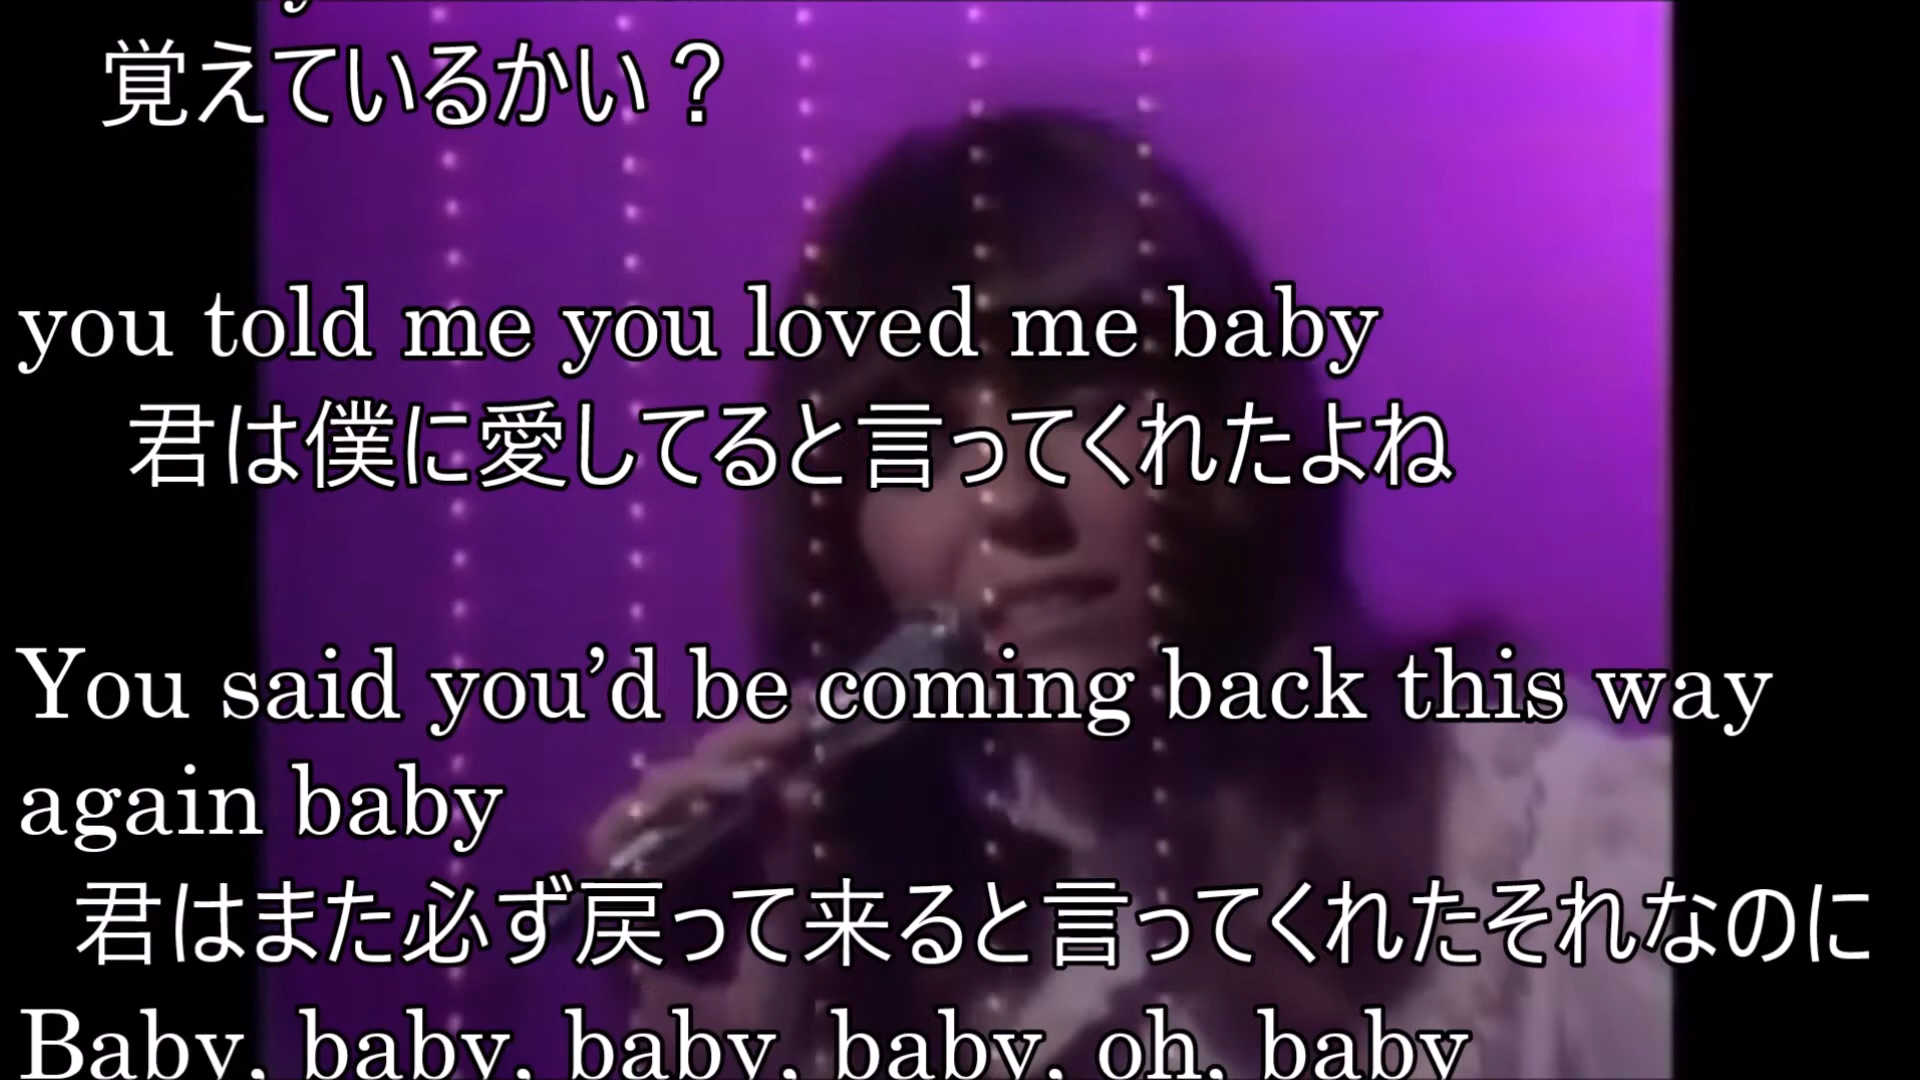 覚えているかい？
you told me you loved me baby
君は僕に愛してると言ってくれたよね
You said you’d be coming back this way
again baby
君はまた必ず戻って来ると言ってくれたそれなのに
Baby, baby, baby, baby, oh, baby